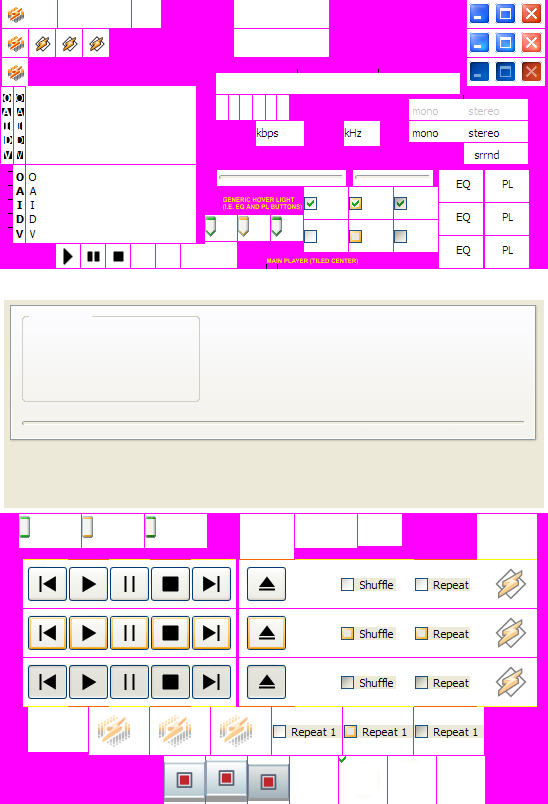 O O
A A
I I
D D
V V
kbps kHz
mono stereo
mono stereo
srrnd
O O
A A
I I
D D
V V
GENERIC HOVER LIGHT
(I.E. EQ AND PL BUTTONS)
EQ PL
EQ PL
EQ PL
MAIN PLAYER (TILED CENTER)
Shuffle Repeat
Shuffle Repeat
Shuffle Repeat
Repeat 1 Repeat 1 Repeat 1